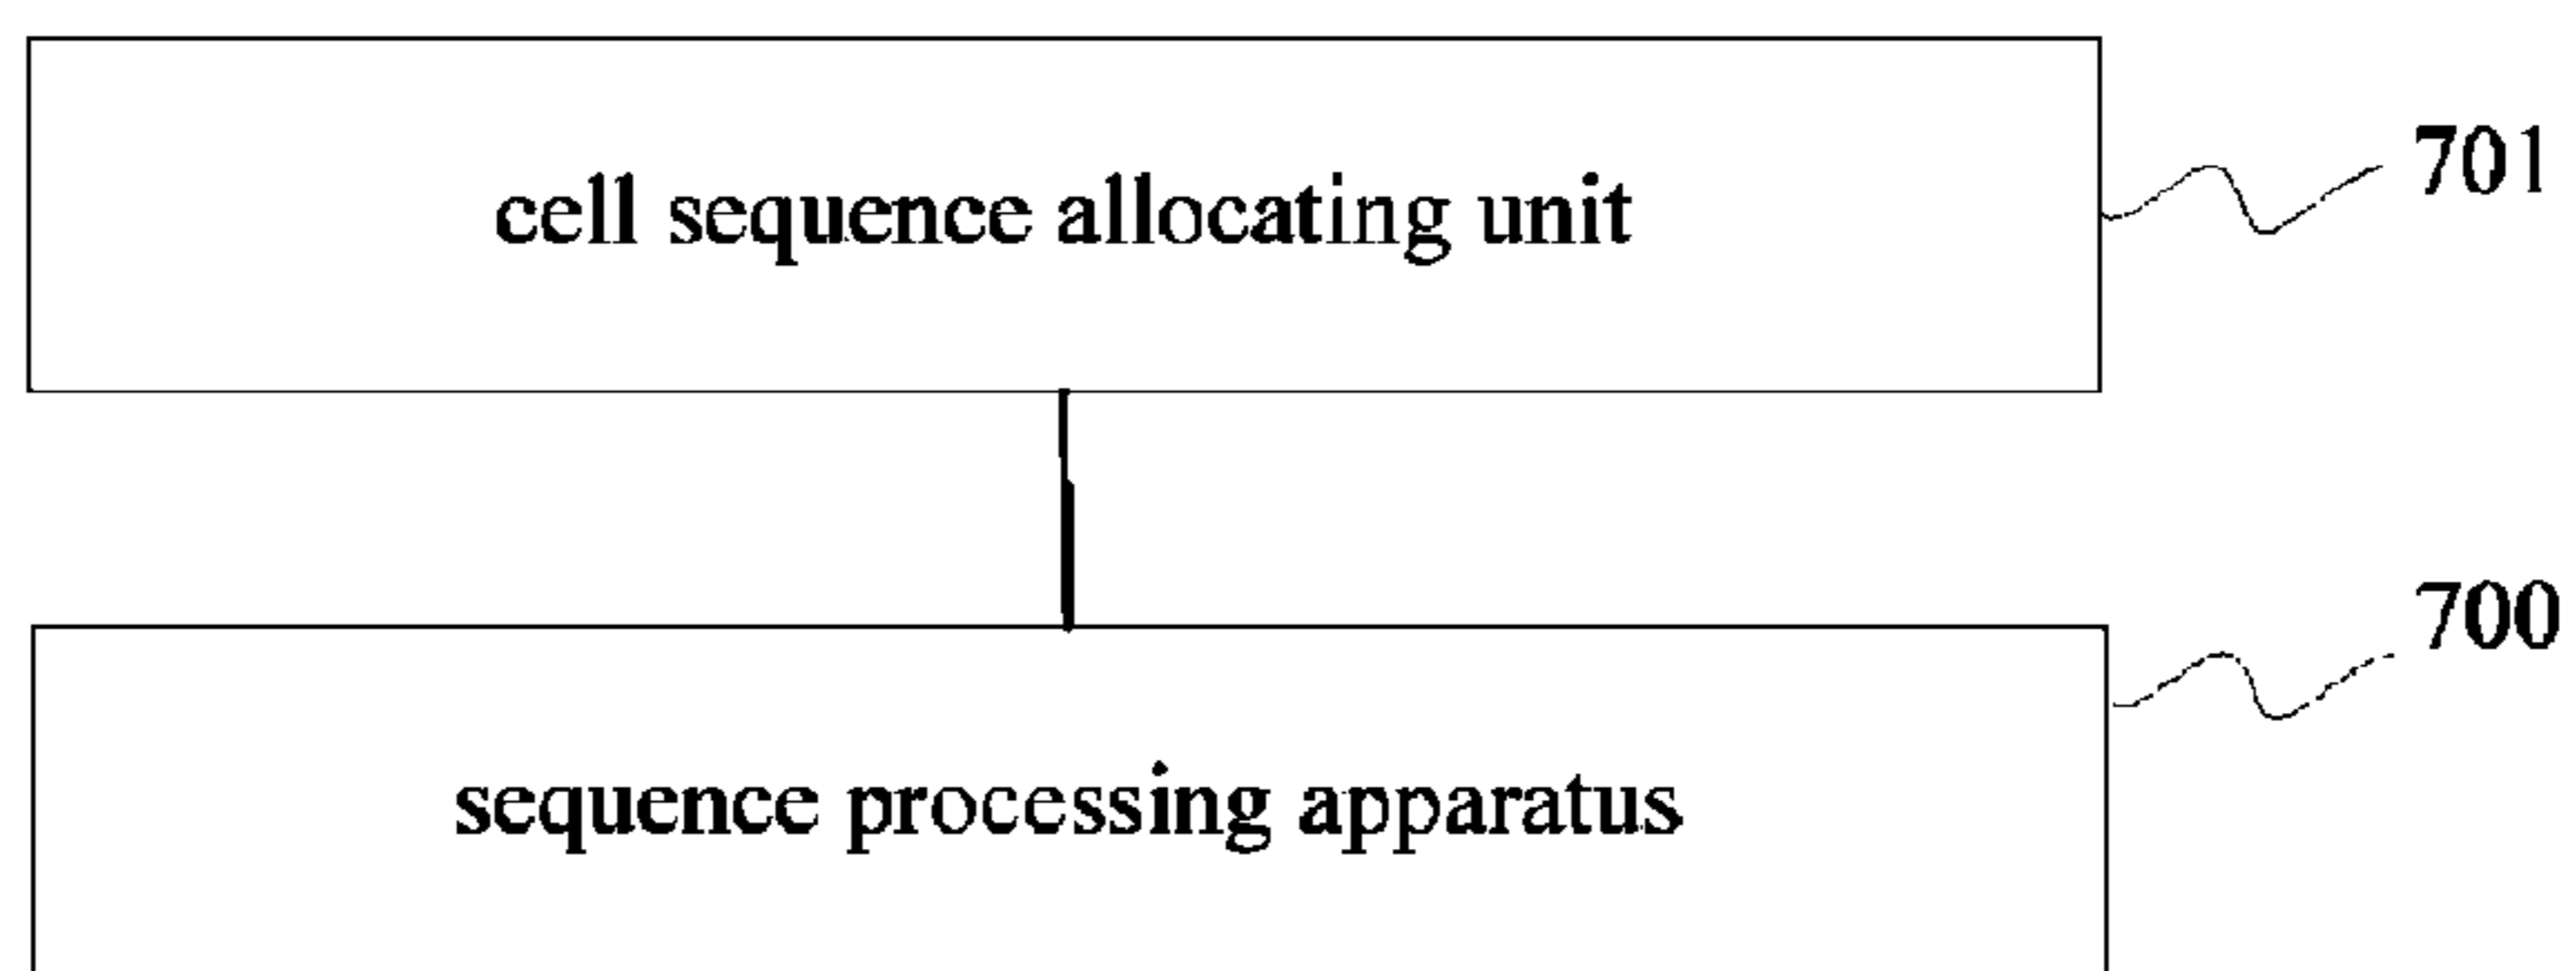 701
cell sequence allocating unit
700
sequence processing apparatus